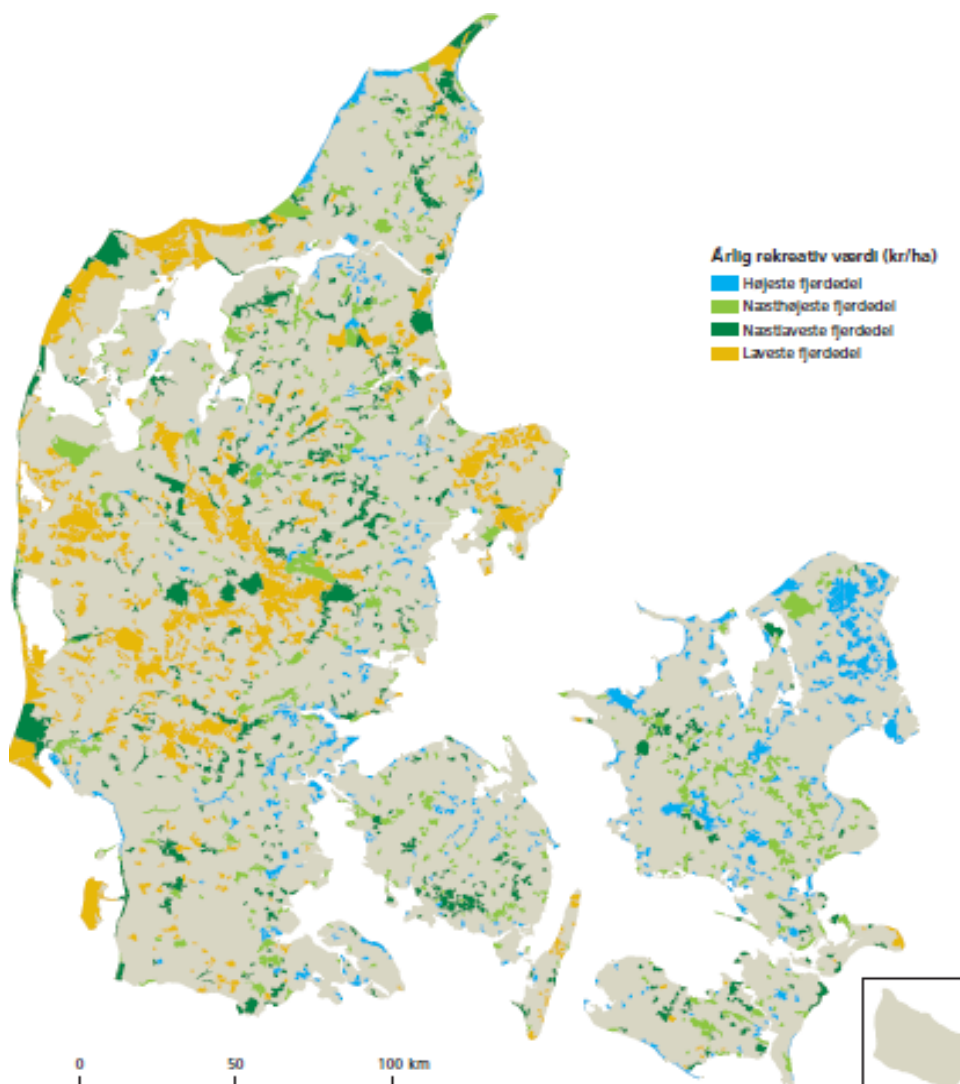 Årlig rekreativ værdi (kr/ha)
Højeste fjerdedel
Næsthøjeste fjerdedel
Næstlaveste fjerdedel
Laveste fjerdedel
0 50 100 km